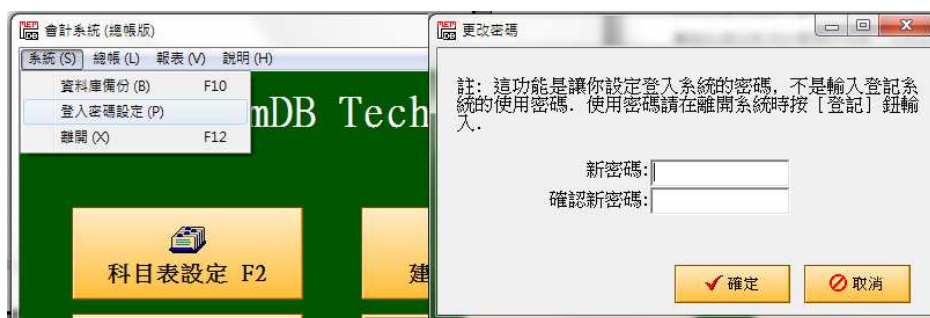 會計系統 (總帳版)
系統(S) 總帳(L) 報表(V) 說明(H)
資料庫備份(B) F10
登入密碼設定(P)
離開(X) F12
mDB Tech
科目表設定 F2
建
更改密碼
註: 這功能是讓你設定登入系統的密碼, 不是輸入登記系
統的使用密碼. 使用密碼請在離開系統時按 [登記] 鈕輸
入.
新密碼:
確認新密碼:
確定
取消